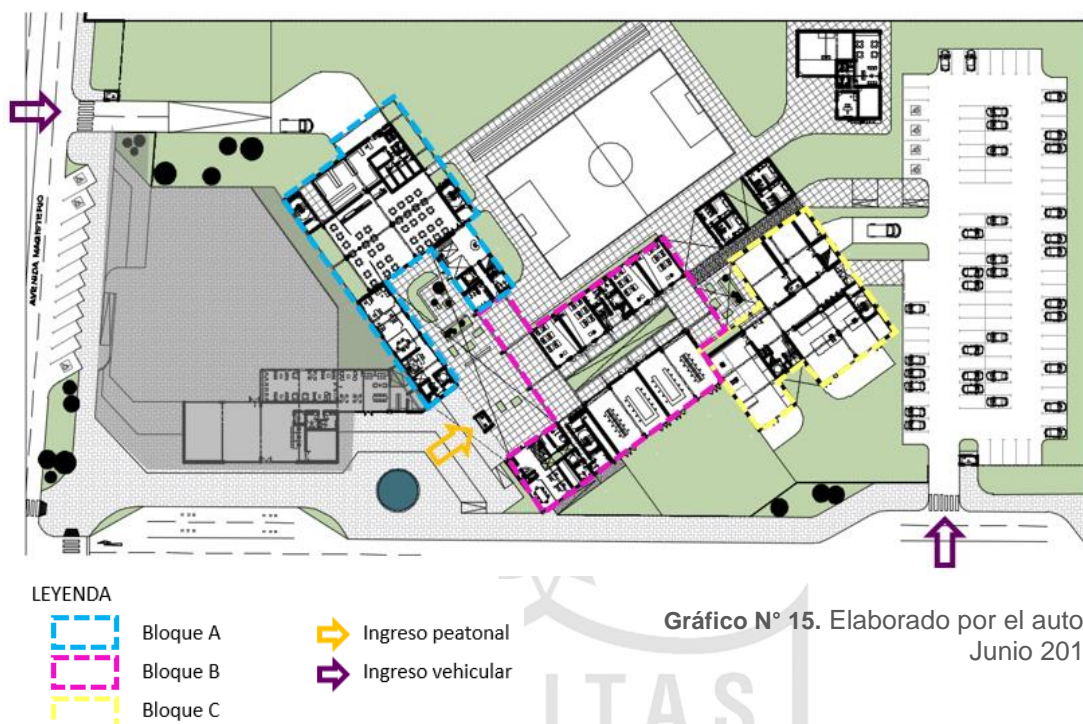 AVENIDA MAGISTERIO
LEYENDA
Bloque A
Bloque B
Bloque C
Ingreso peatonal
Ingreso vehicular
Gráfico N° 15. Elaborado por el auto
Junio 201
ITAS